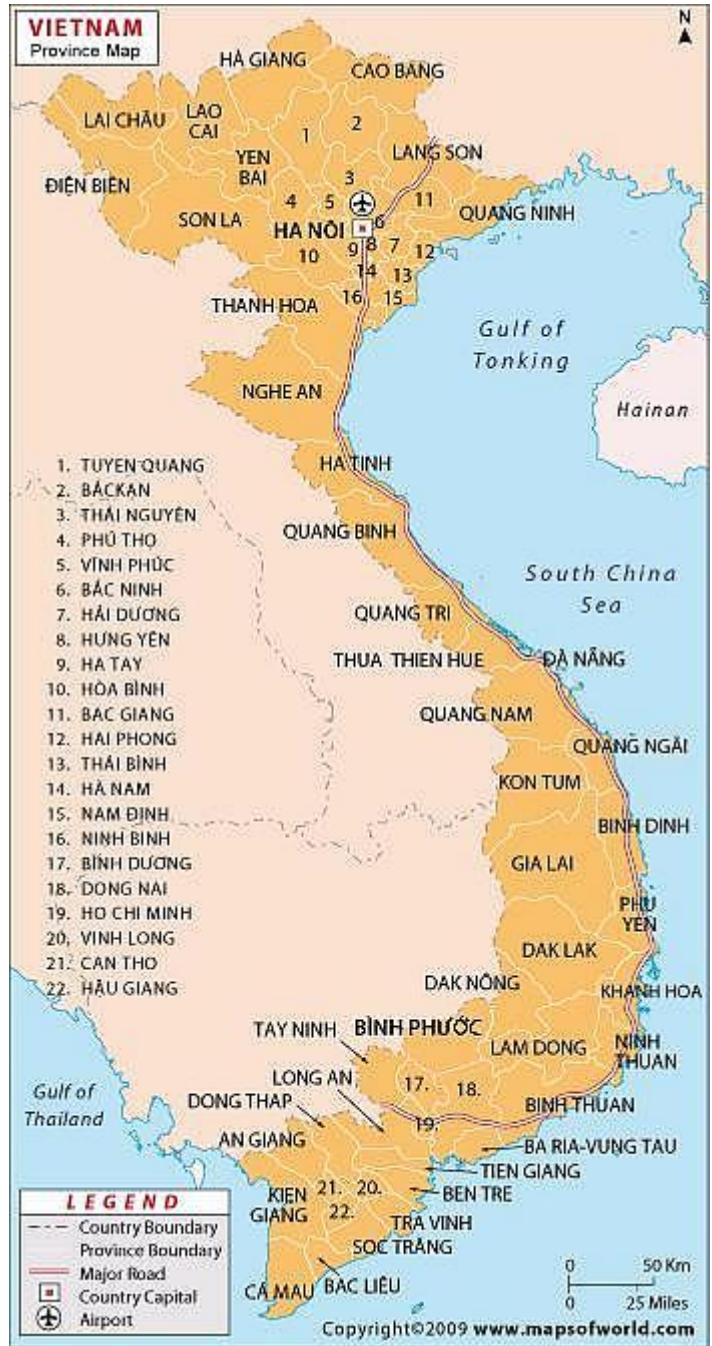 VIETNAM
Province Map
N
HÀ GIANG
CAO BẰNG
LAI CHÂU
LAO
CAI
1
2
LANG SON
YEN
BAI
3
ĐIỆN BIÊN
4
5
11
SON LA
QUANG NINH
6
HA NÔI
9
8
7
12
10
14
13
16
15
THANH HOA
Gulf of
Tonking
NGHE AN
Hainan
HA TINH
1. TUYEN QUANG
2. BẮCKAN
3. THÁI NGUYÊN
4. PHÚ THỌ
5. VĨNH PHÚC
6. BẮC NINH
7. HẢI DƯƠNG
8. HƯNG YÊN
9. HA TAY
10. HÒA BÌNH
11. BAC GIANG
12. HAI PHONG
13. THÁI BÌNH
14. HÀ NAM
15. NAM ĐỊNH
16. NINH BINH
17. BÌNH DƯƠNG
18. DONG NAI
19. HO CHI MINH
20. VINH LONG
21. CAN THO
22. HẬU GIANG
QUANG BINH
South China
Sea
QUANG TRI
THUA THIEN HUE
ĐÀ NẴNG
QUANG NAM
QUANG NGÃI
KON TUM
BINH DINH
GIA LAI
PHU
YEN
DAK LAK
DAK NÔNG
KHANH HOA
TAY NINH
BÌNH PHƯỚC
LAM DONG
NINH
THUAN
LONG AN
17.
18.
Gulf of
Thailand
DONG THAP
BINH THUAN
19.
AN GIANG
BA RIA-VUNG TAU
TIEN GIANG
KIEN
GIANG
21.
20.
BEN TRE
22.
TRA VINH
SOC TRĂNG
CÁ MAU
BAC LIÊU
LEGEND
Country Boundary
Province Boundary
Major Road
Country Capital
Airport
0 50 Km
0 25 Miles
Copyright©2009 www.mapsofworld.com